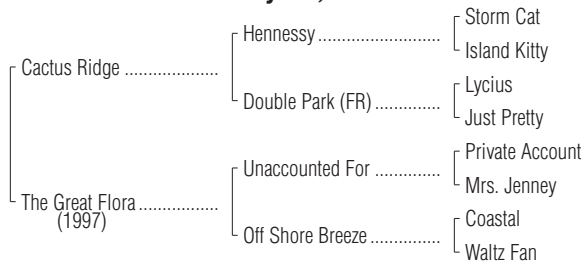 Storm Cat
Hennessy
Island Kitty
Cactus Ridge
Lycius
Double Park (FR)
Just Pretty
Private Account
Unaccounted For
Mrs. Jenney
The Great Flora
(1997)
Coastal
Off Shore Breeze
Waltz Fan